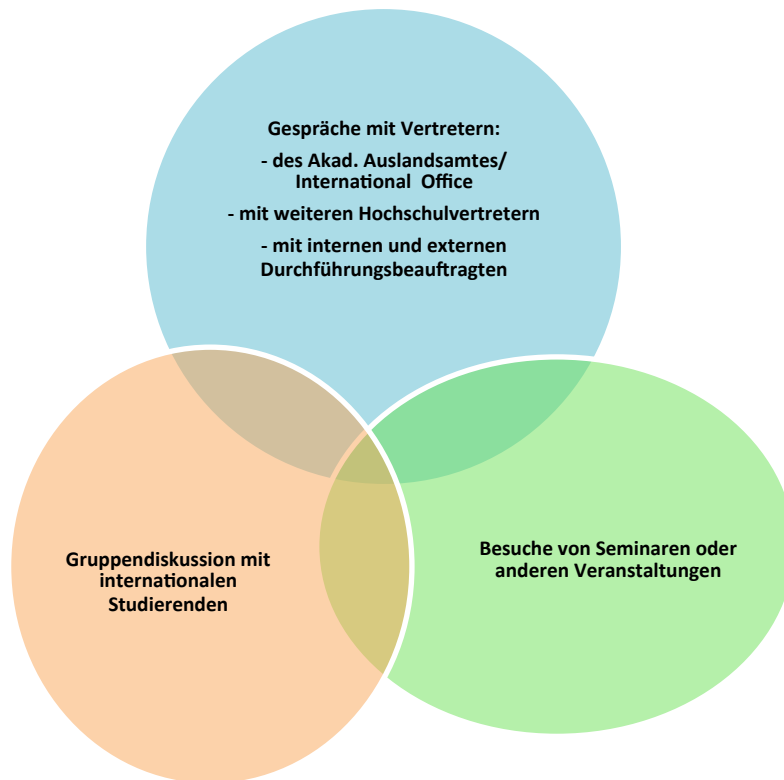 Gespräche mit Vertretern:
- des Akad. Auslandsamtes/
International Office
- mit weiteren Hochschulvertretern
- mit internen und externen
Durchführungsbeauftragten
Gruppendiskussion mit
internationalen
Studierenden
Besuche von Seminaren oder
anderen Veranstaltungen